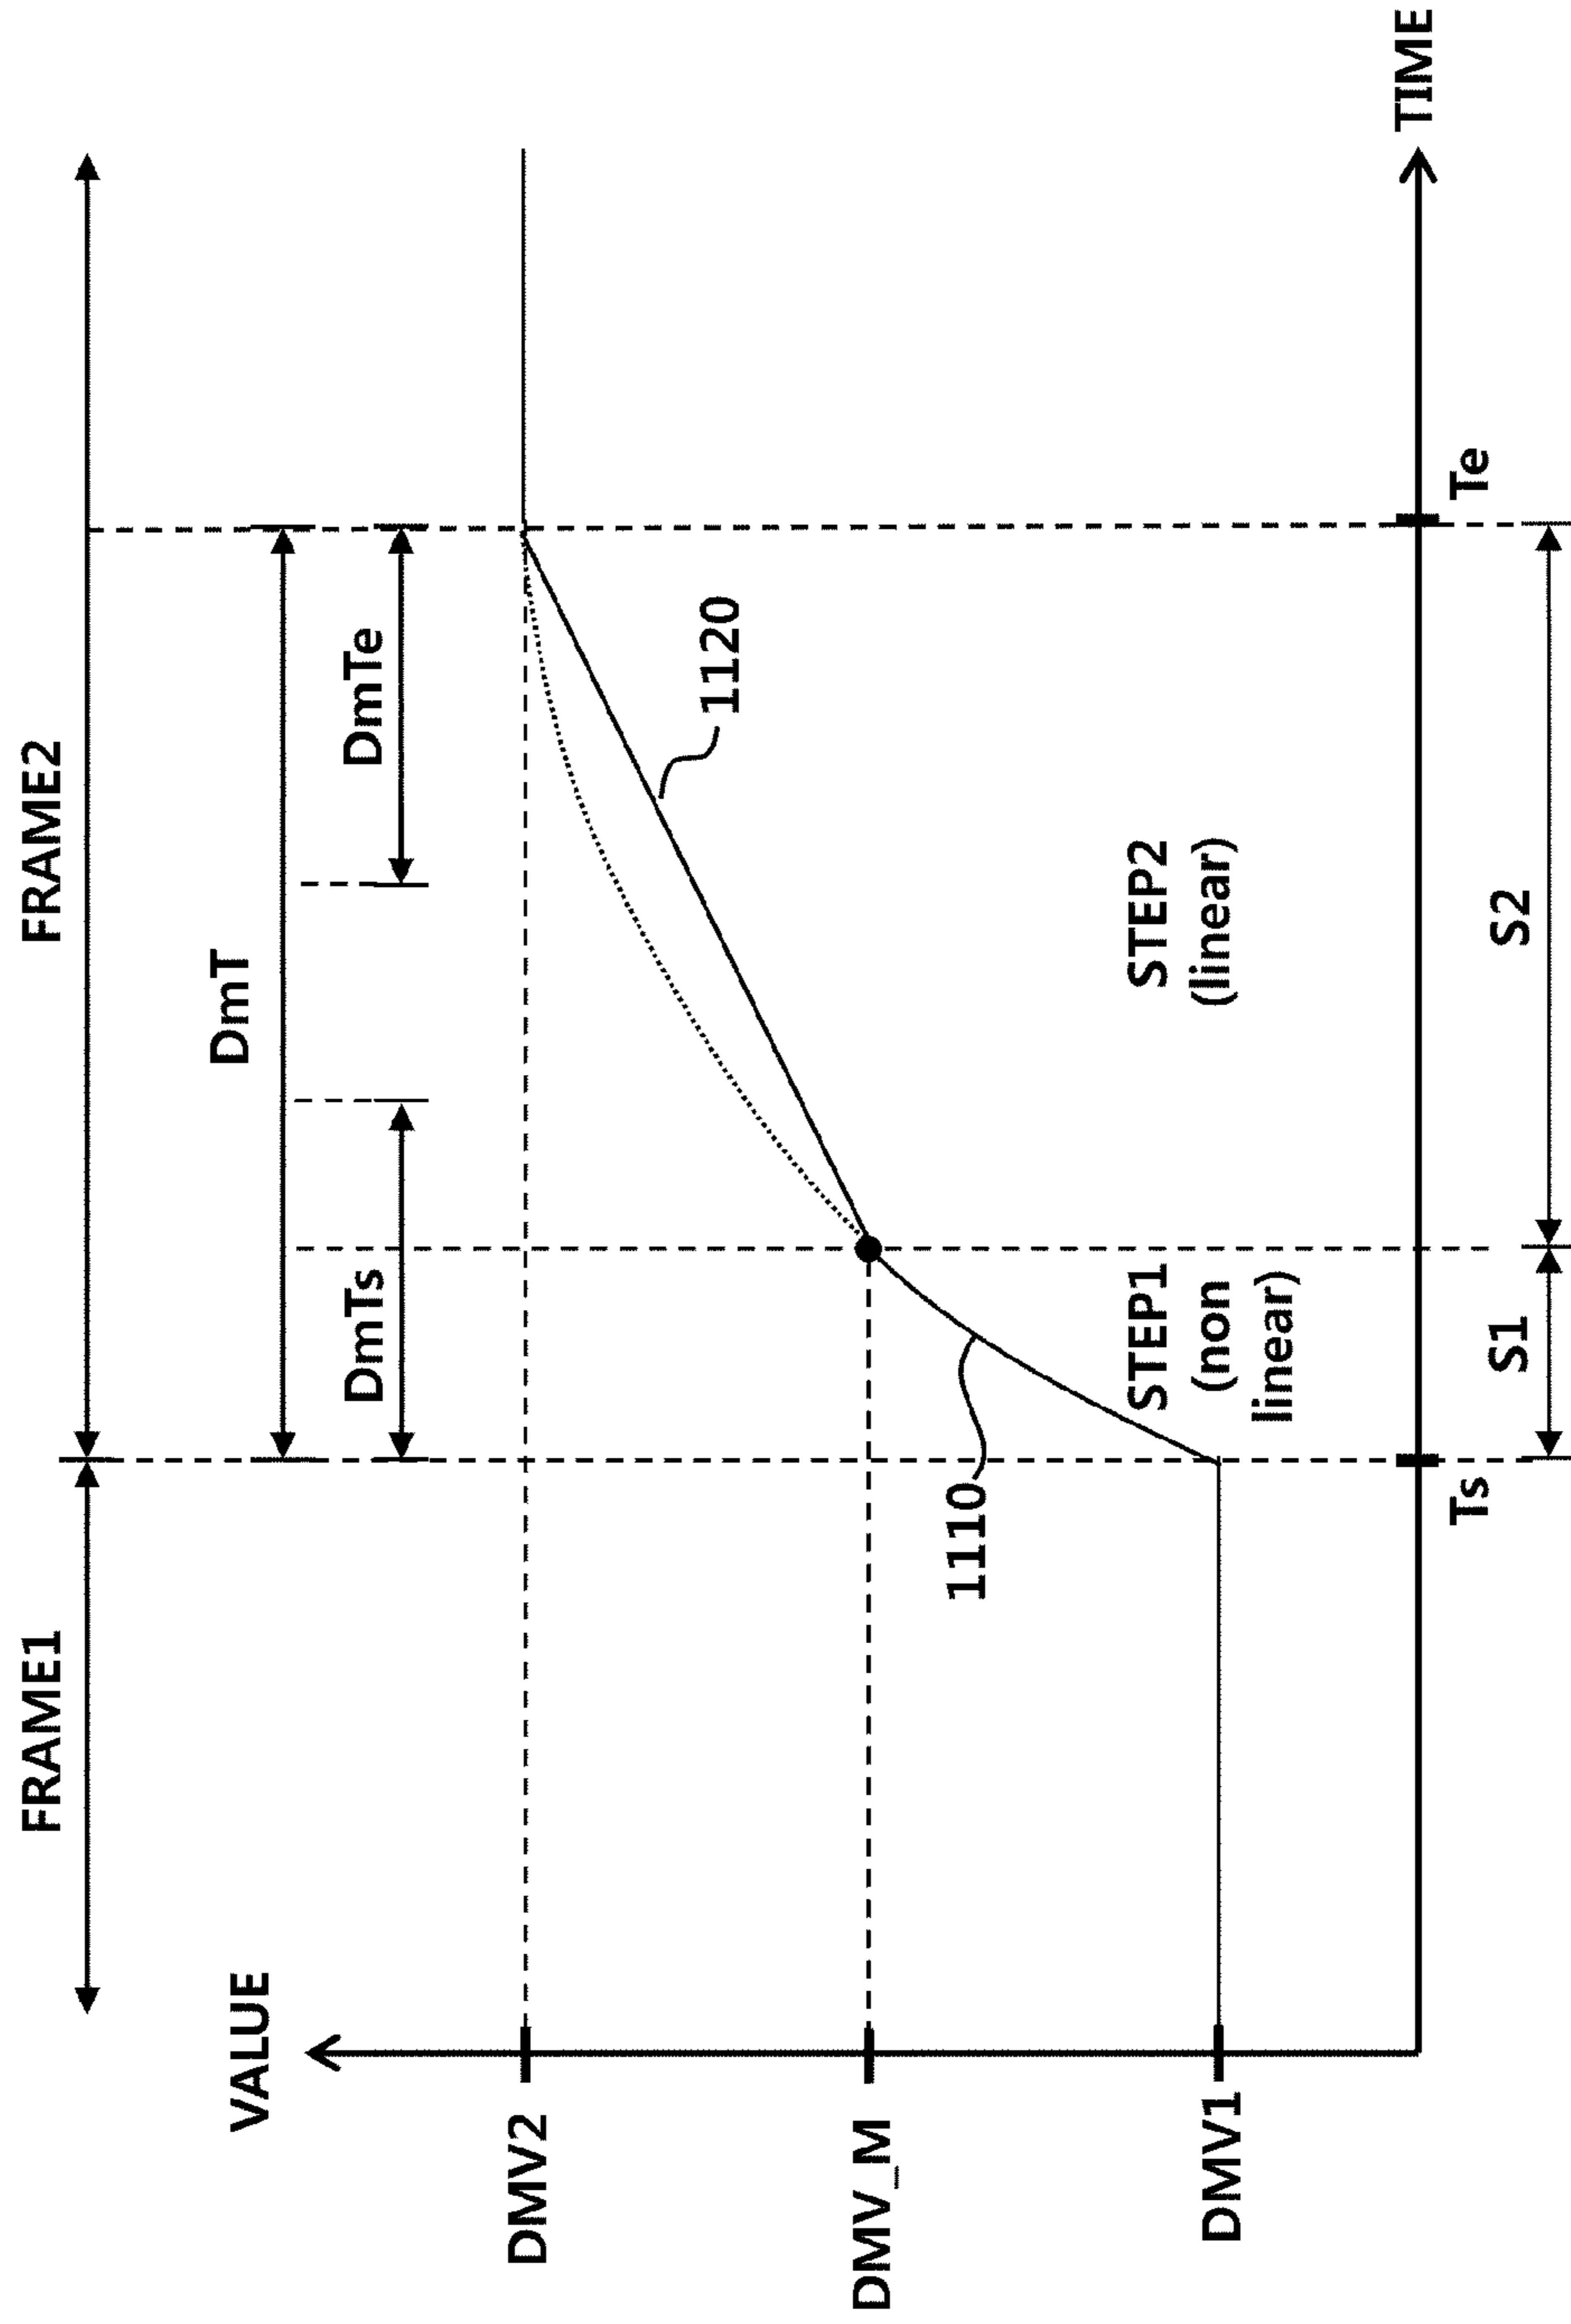 FRAME1
FRAME2
VALUE
DmT
DmTs
DmTe
DMV2
1120
DMV_M
1110
STEP1
(non
linear)
STEP2
(linear)
DMV1
TIME
Ts
Te
S1
S2